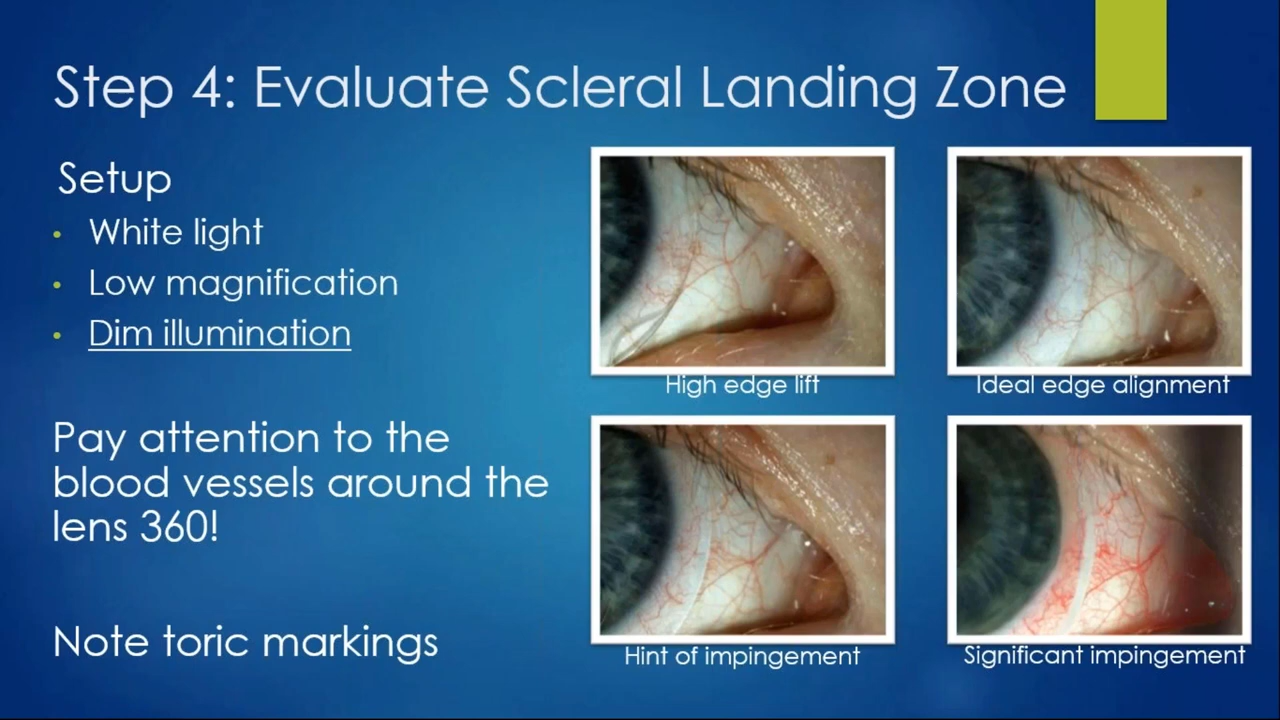 Step 4: Evaluate Scleral Landing Zone
Setup
• White light
• Low magnification
• Dim illumination
Pay attention to the
blood vessels around the
lens 360!
Note toric markings
High edge lift
Ideal edge alignment
Hint of impingement
Significant impingement